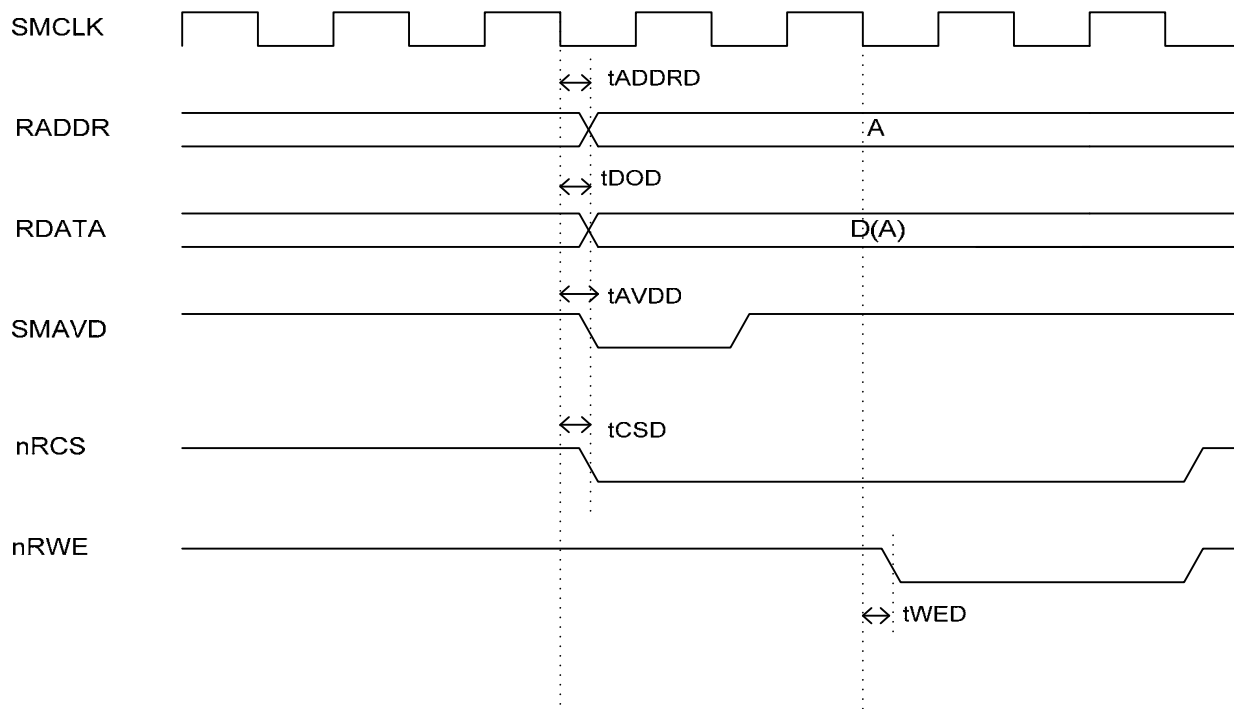 SMCLK
tADDRD
RADDR
A
tDOD
RDATA
D(A)
tAVDD
SMAVD
tCSD
nRCS
nRWE
tWED